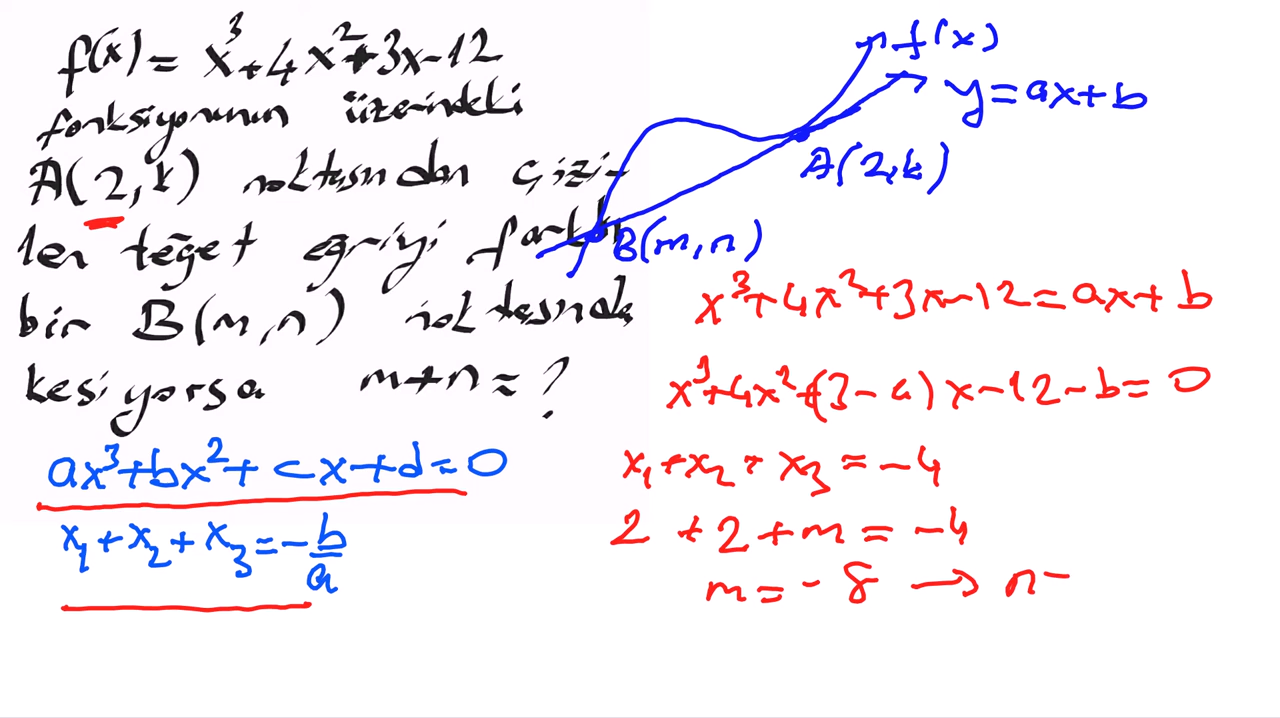 f(x) = x³+4x²+3x-12
fonksiyonunun üzerindeki
A(2,k) noktasından çizi-
len teğet eğriyi farklı
bir B(m,n) noktasında
kesiyorsa m+n=?
ax³+bx²+cx+d=0
x₁+x₂+x₃=-b/a
f(x)
y=ax+b
A(2,k)
B(m,n)
x³+4x²+3x-12=ax+b
x³+4x²+(3-a)x-12-b=0
x₁+x₂+x₃=-4
2+2+m=-4
m=-8→n=